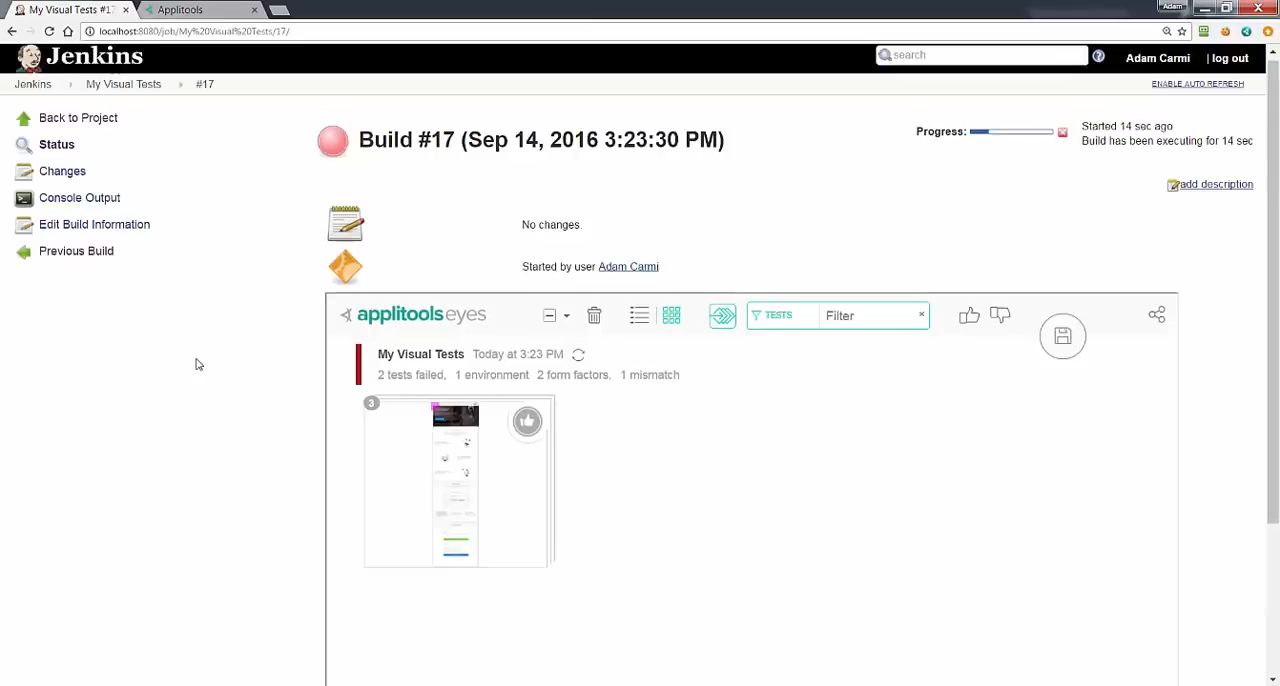 My Visual Tests #17
Applitools
Adam
localhost:8080/job/My%20Visual%20Tests/17/
Jenkins
search
Adam Carmi
| log out
Jenkins
My Visual Tests
#17
ENABLE AUTO REFRESH
Back to Project
Status
Changes
Console Output
Edit Build Information
Previous Build
Build #17 (Sep 14, 2016 3:23:30 PM)
Progress:
Started 14 sec ago
Build has been executing for 14 sec
add description
No changes.
Started by user Adam Carmi
applitools eyes
TESTS
Filter
My Visual Tests Today at 3:23 PM
2 tests failed, 1 environment 2 form factors, 1 mismatch
3